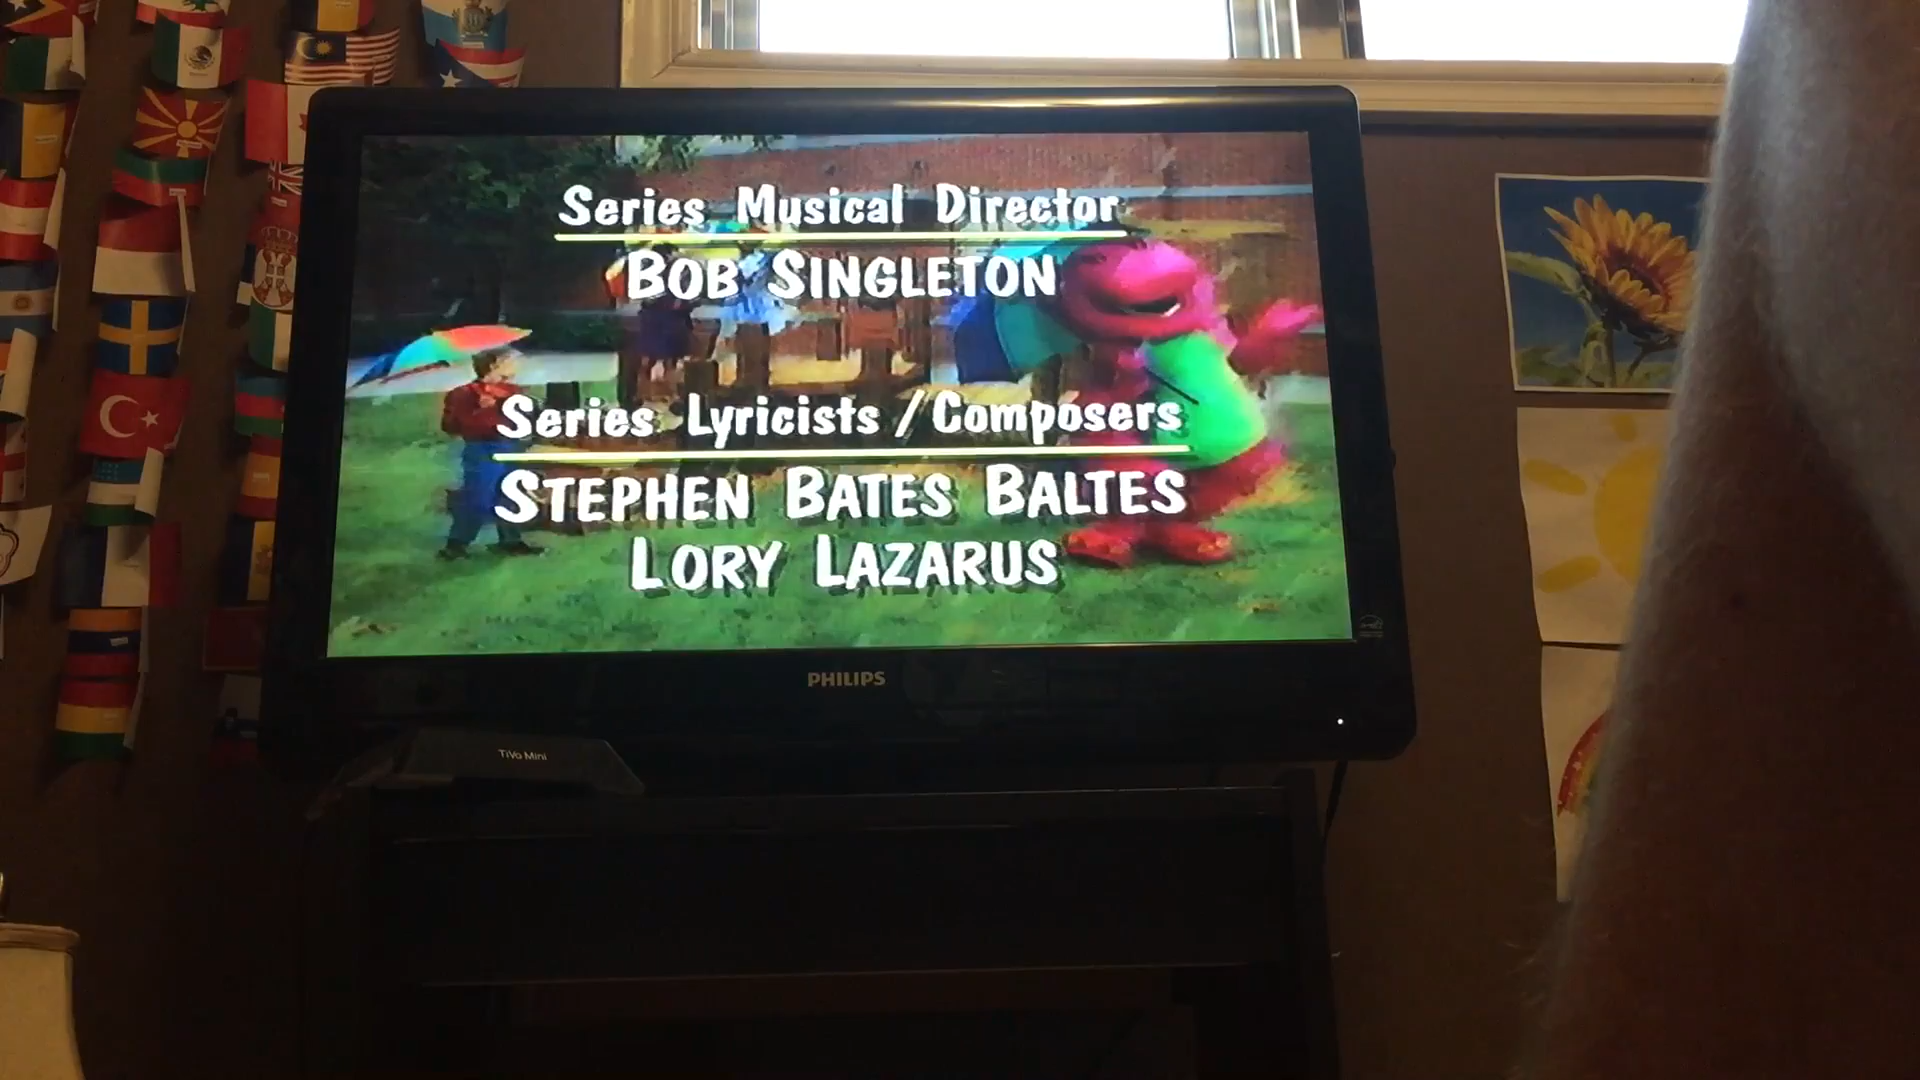 Series Musical Director
BOB SINGLETON
Series Lyricists / Composers
STEPHEN BATES BALTES
LORY LAZARUS
PHILIPS
TiVo Mini